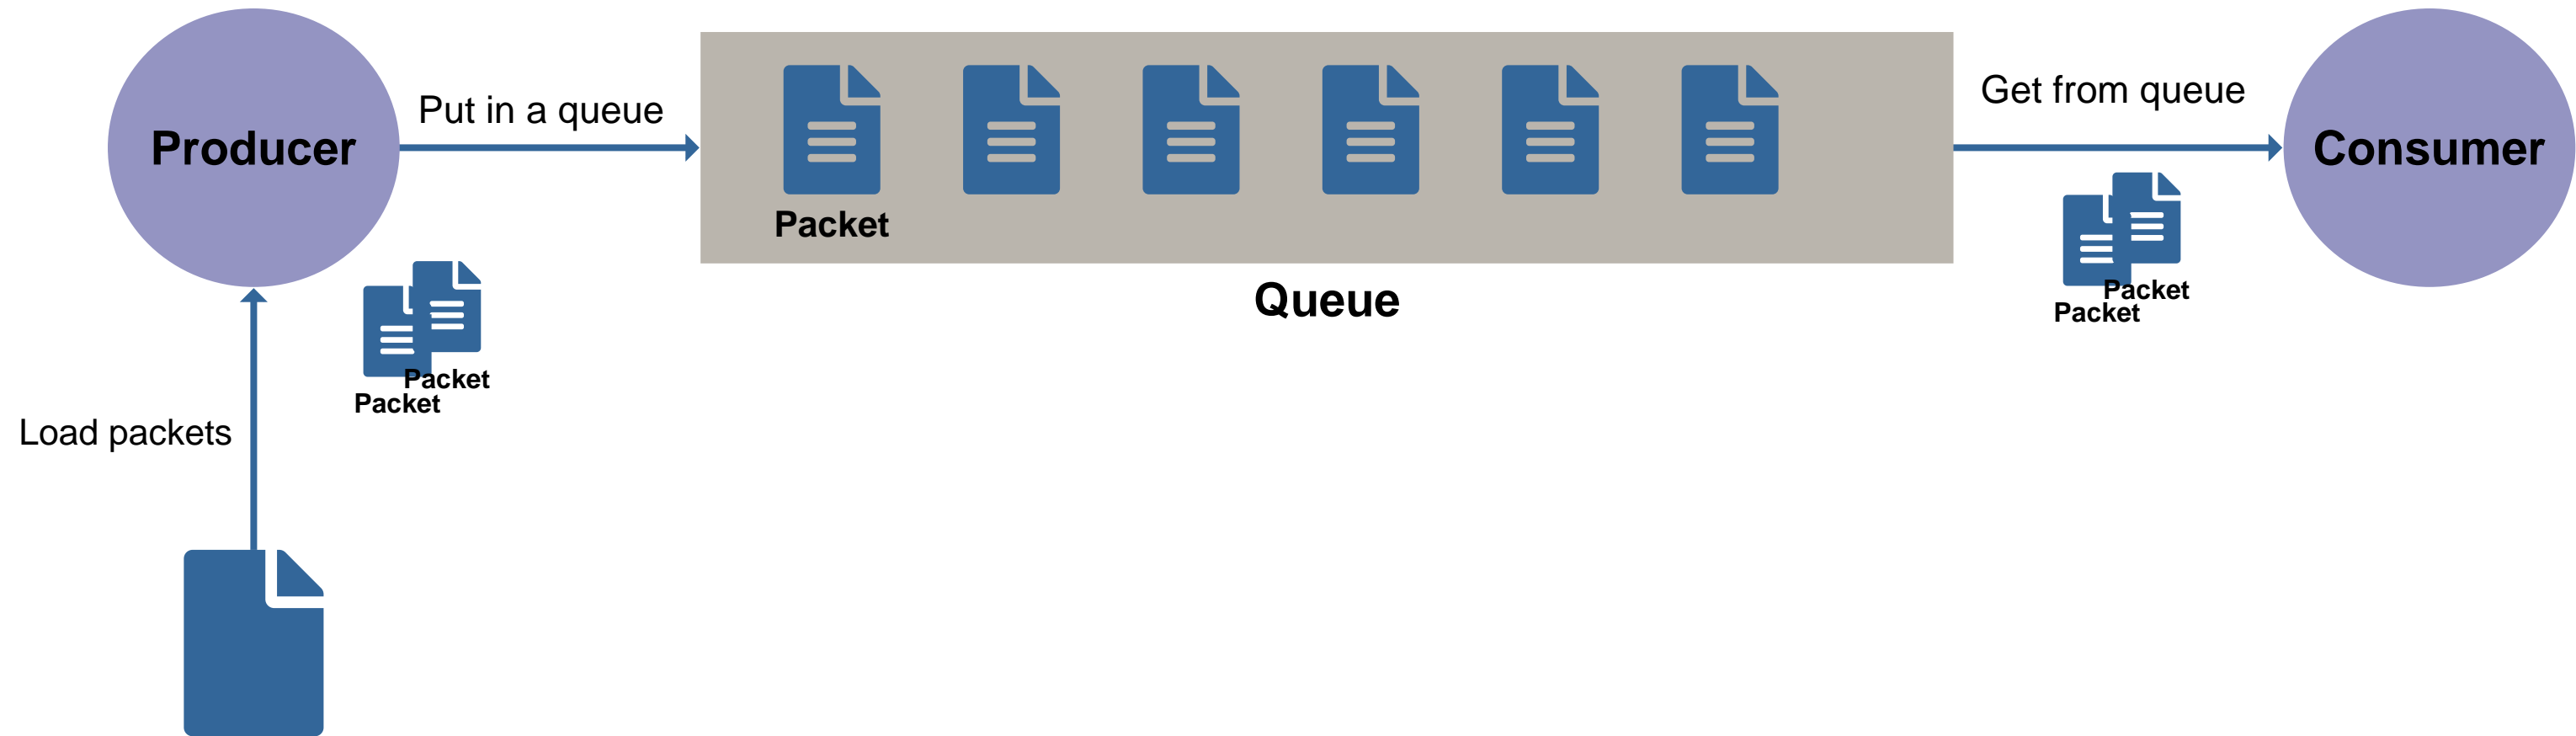 Producer
Put in a queue
Packet
Queue
Get from queue
Consumer
Packet
Packet
Packet
Packet
Load packets